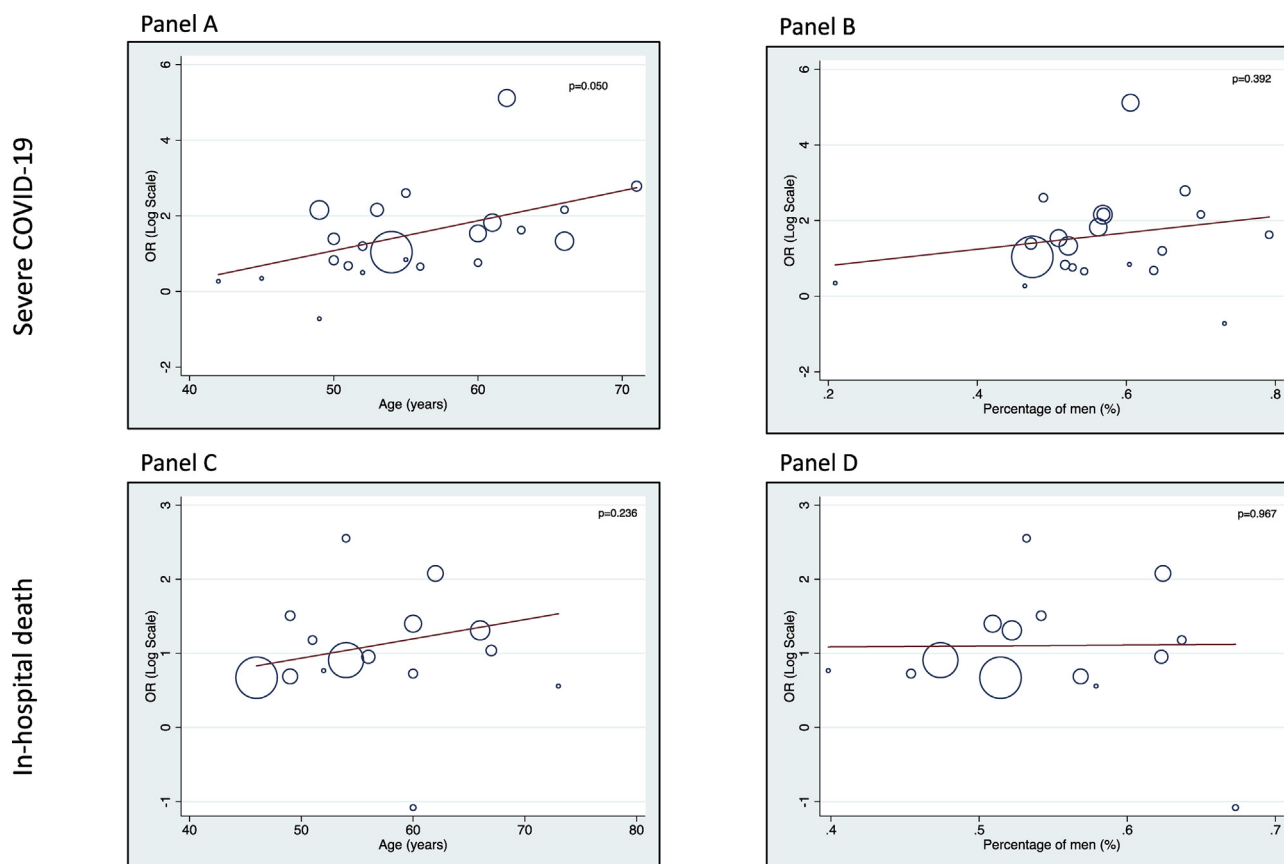 Severe COVID-19
Panel A
p=0.050
OR (Log Scale)
6
4
2
0
-2
40
50
60
70
Age (years)
Panel B
p=0.392
OR (Log Scale)
6
4
2
0
-2
.2
.4
.6
.8
Percentage of men (%)
In-hospital death
Panel C
p=0.236
OR (Log Scale)
3
2
1
0
-1
40
50
60
70
80
Age (years)
Panel D
p=0.967
OR (Log Scale)
3
2
1
0
-1
.4
.5
.6
.7
Percentage of men (%)